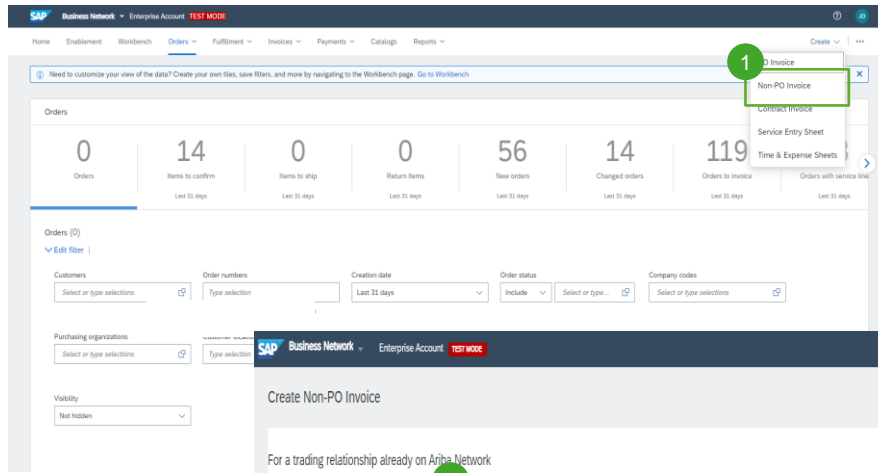 SAP Business Network Enterprise Account TEST MODE JD
Home Enablement Workbench Orders Fulfillment Invoices Payments Catalogs Reports Create
Need to customize your view of the data? Create your own tiles, save filters, and more by navigating to the Workbench page. Go to Workbench
1
O Invoice
Non-PO Invoice
Contract Invoice
Service Entry Sheet
Time & Expense Sheets
Orders
0 14 0 0 56 14 119
Orders Items to confirm Items to ship Return items New orders Changed orders Orders to invoice Orders with service line
Last 31 days Last 31 days Last 31 days Last 31 days Last 31 days Last 31 days Last 31 days
Orders (0)
Edit filter
Customers Order numbers Creation date Order status Company codes
Select or type selections Type selection Last 31 days Include Select or type... Select or type selections
Purchasing organizations
Select or type selections Type selection
Visibility
Not hidden
SAP Business Network Enterprise Account TEST MODE
Create Non-PO Invoice
For a trading relationship already on Ariba Network